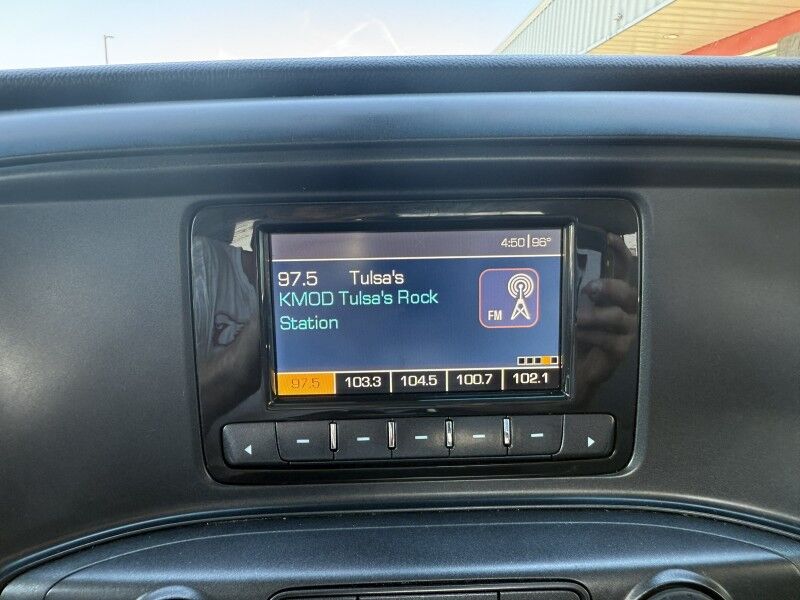 4:50|96°
97.5 Tulsa's
KMOD Tulsa's Rock
Station
FM
97.5 103.3 104.5 100.7 102.1